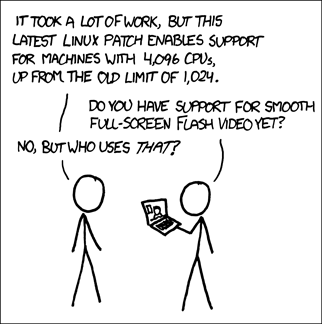 IT TOOK A LOT OF WORK, BUT THIS
LATEST LINUX PATCH ENABLES SUPPORT
FOR MACHINES WITH 4,096 CPUs,
UP FROM THE OLD LIMIT OF 1,024.
DO YOU HAVE SUPPORT FOR SMOOTH
FULL-SCREEN FLASH VIDEO YET?
NO, BUT WHO USES THAT?